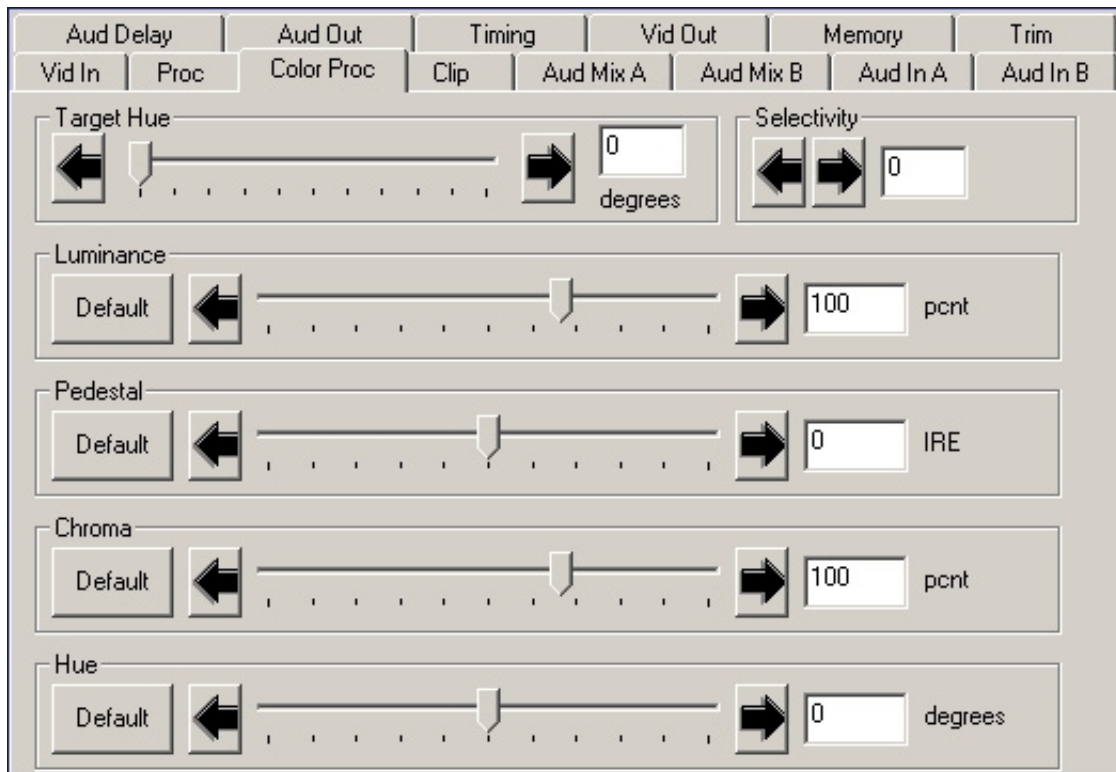 Aud Delay Aud Out Timing Vid Out Memory Trim
Vid In Proc Color Proc Clip Aud Mix A Aud Mix B Aud In A Aud In B
Target Hue
0
degrees
Selectivity
0
Luminance
Default 100 pcnt
Pedestal
Default 0 IRE
Chroma
Default 100 pcnt
Hue
Default 0 degrees